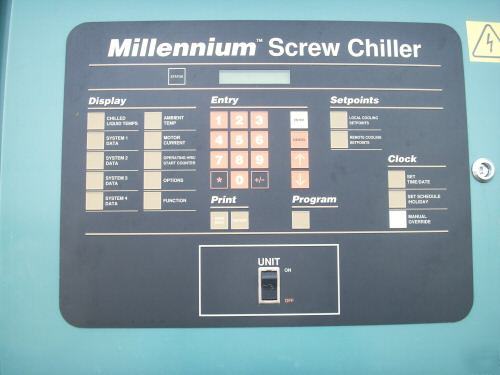 Millennium™ Screw Chiller
STATUS
Display
CHILLED
LIQUID TEMPS
AMBIENT
TEMP
SYSTEM 1
DATA
MOTOR
CURRENT
SYSTEM 2
DATA
OPERATING HRS/
START COUNTER
SYSTEM 3
DATA
OPTIONS
SYSTEM 4
DATA
FUNCTION
Entry
1 2 3
ENTER
4 5 6
CANCEL
7 8 9
↑
* 0 +/-
↓
Print
Program
Setpoints
LOCAL COOLING
SETPOINTS
REMOTE COOLING
SETPOINTS
Clock
SET
TIME/DATE
SET SCHEDULE
HOLIDAY
MANUAL
OVERRIDE
UNIT
ON
OFF